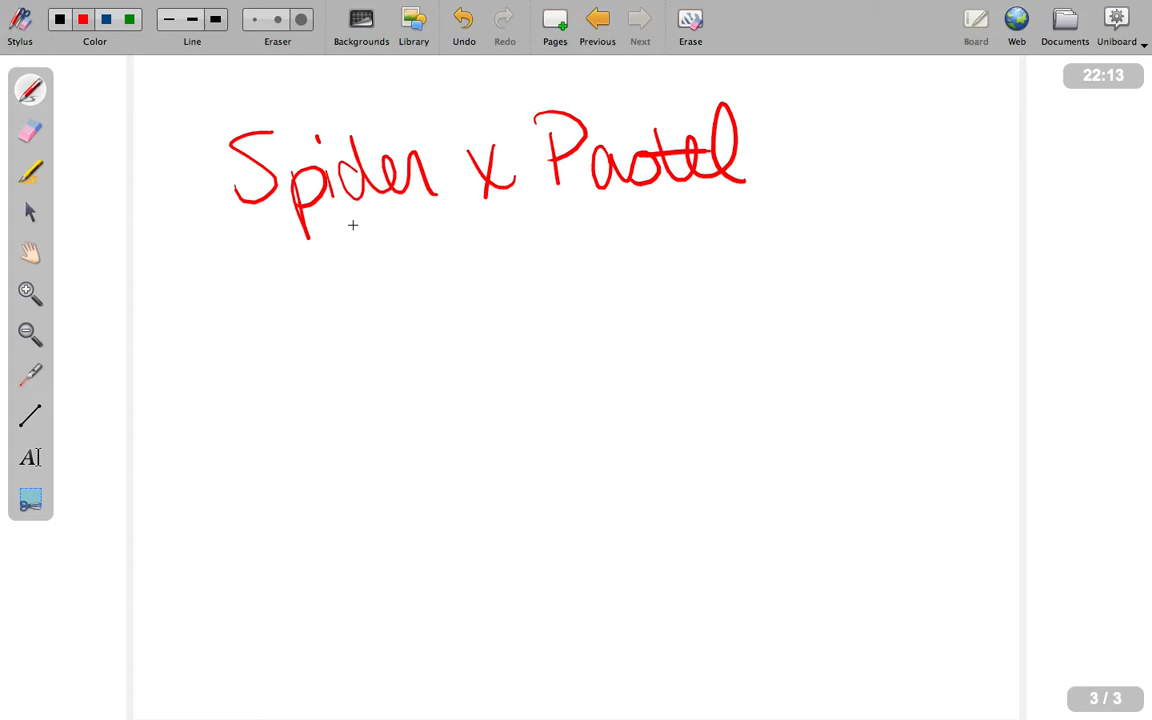 Stylus
Color
Line
Eraser
Backgrounds
Library
Undo
Redo
Pages
Previous
Next
Erase
Board
Web
Documents
Uniboard
22:13
Spider x Pastel
3 / 3